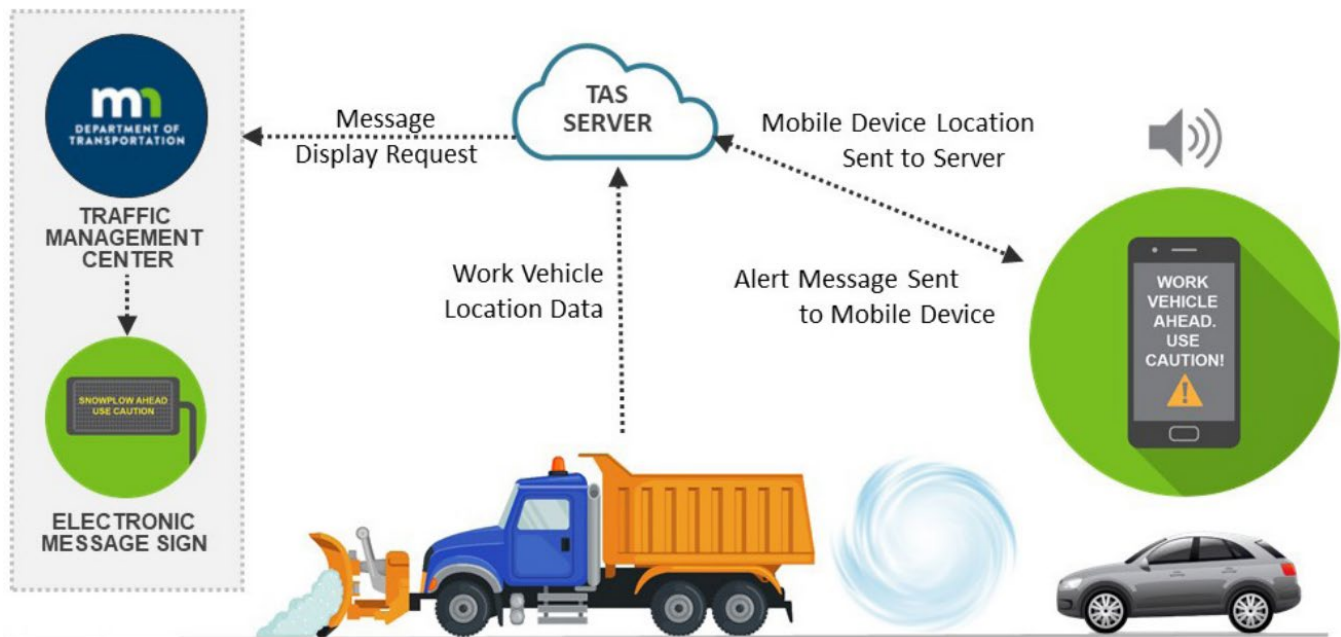 mn
DEPARTMENT OF
TRANSPORTATION
TRAFFIC
MANAGEMENT
CENTER
SNOWPLOW AHEAD
USE CAUTION
ELECTRONIC
MESSAGE SIGN
Message
Display Request
TAS
SERVER
Work Vehicle
Location Data
Mobile Device Location
Sent to Server
Alert Message Sent
to Mobile Device
WORK
VEHICLE
AHEAD.
USE
CAUTION!